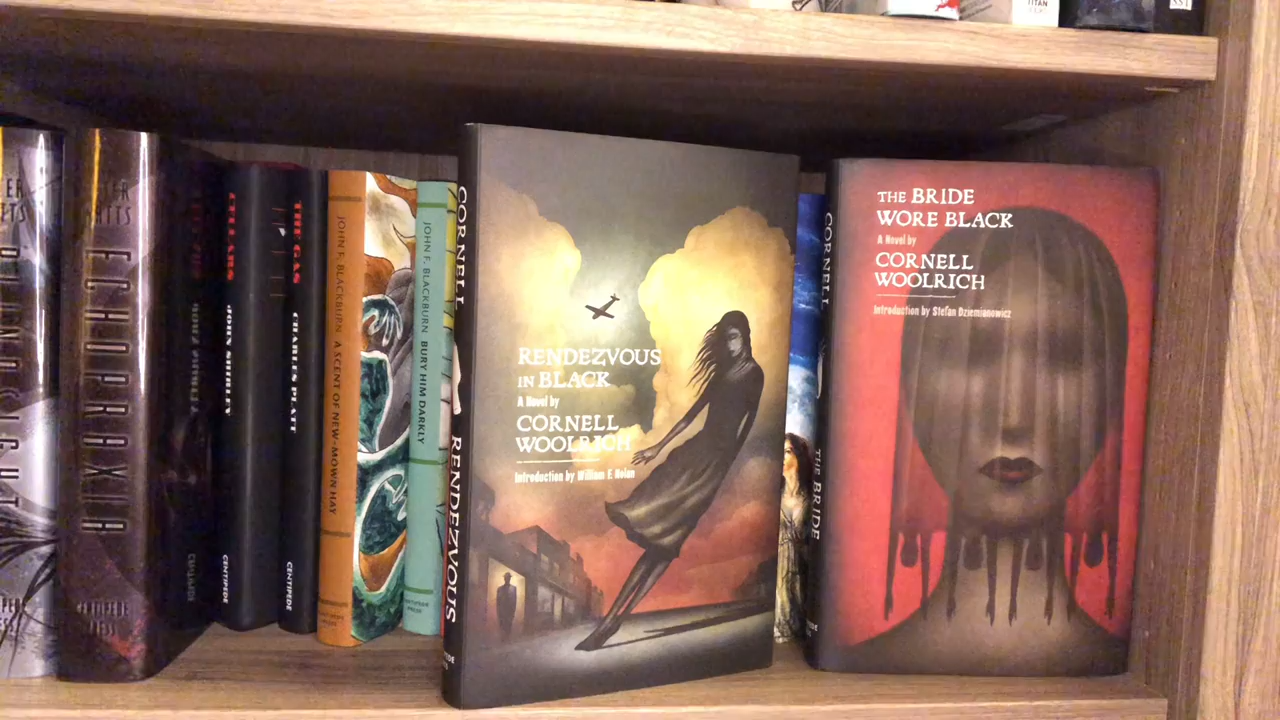 TITAN
SST
ECHOPRAXIA
CENTIPEDE
PRESS
CELLARS JOHN SHIRLEY CENTIPEDE
THE GAS CHARLES PLATT CENTIPEDE
JOHN F. BLACKBURN A SCENT OF NEW-MOWN HAY
JOHN F. BLACKBURN BURY HIM DARKLY
CORNELL
RENDEZVOUS
RENDEZVOUS
IN BLACK
A Novel by
CORNELL
WOOLRICH
Introduction by William F. Nolan
CORNELL
THE BRIDE
THE BRIDE
WORE BLACK
A Novel by
CORNELL
WOOLRICH
Introduction by Stefan Dziemianowicz